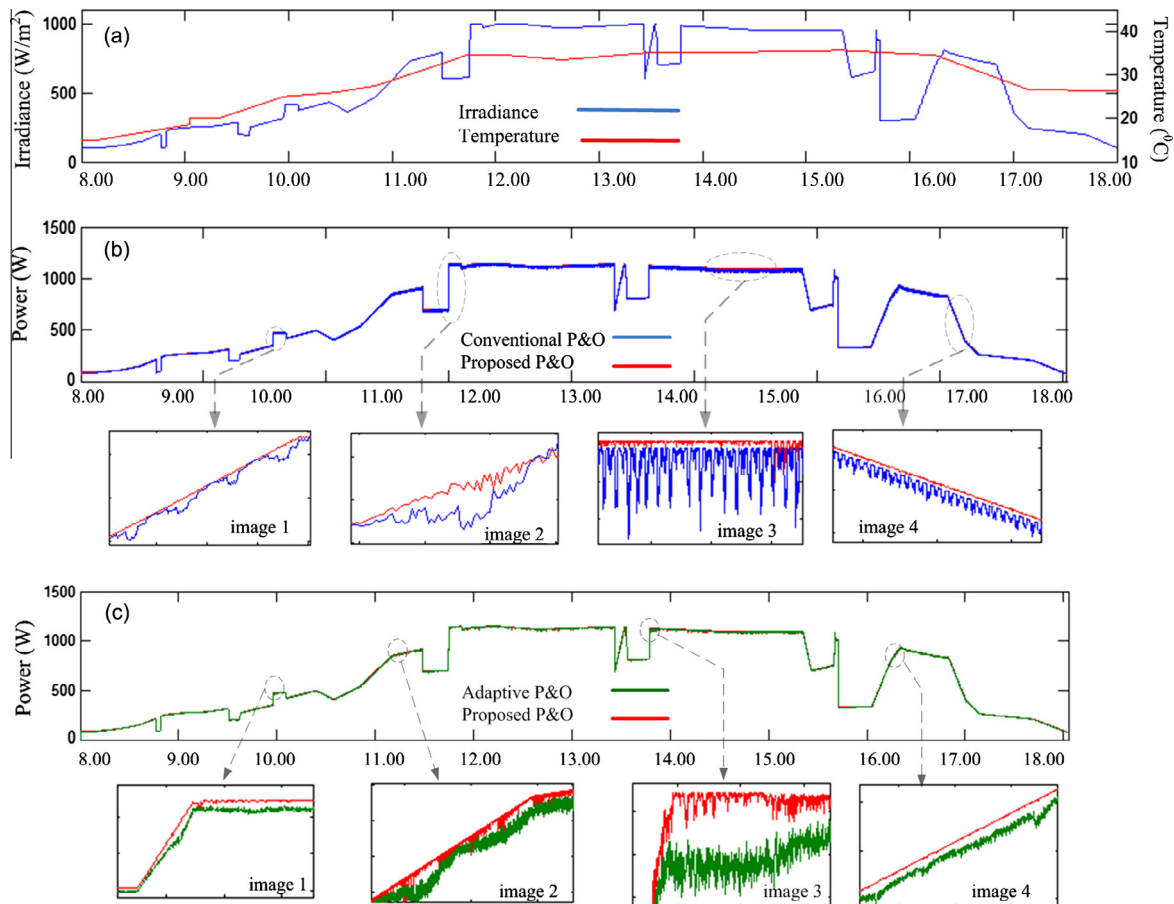 (a)
Irradiance (W/m²)
1000
500
0
Temperature (⁰C)
40
30
20
10
Irradiance
Temperature
8.00 9.00 10.00 11.00 12.00 13.00 14.00 15.00 16.00 17.00 18.00
(b)
Power (W)
1500
1000
500
0
Conventional P&O
Proposed P&O
8.00 9.00 10.00 11.00 12.00 13.00 14.00 15.00 16.00 17.00 18.00
image 1
image 2
image 3
image 4
(c)
Power (W)
1500
1000
500
0
Adaptive P&O
Proposed P&O
8.00 9.00 10.00 11.00 12.00 13.00 14.00 15.00 16.00 17.00 18.00
image 1
image 2
image 3
image 4